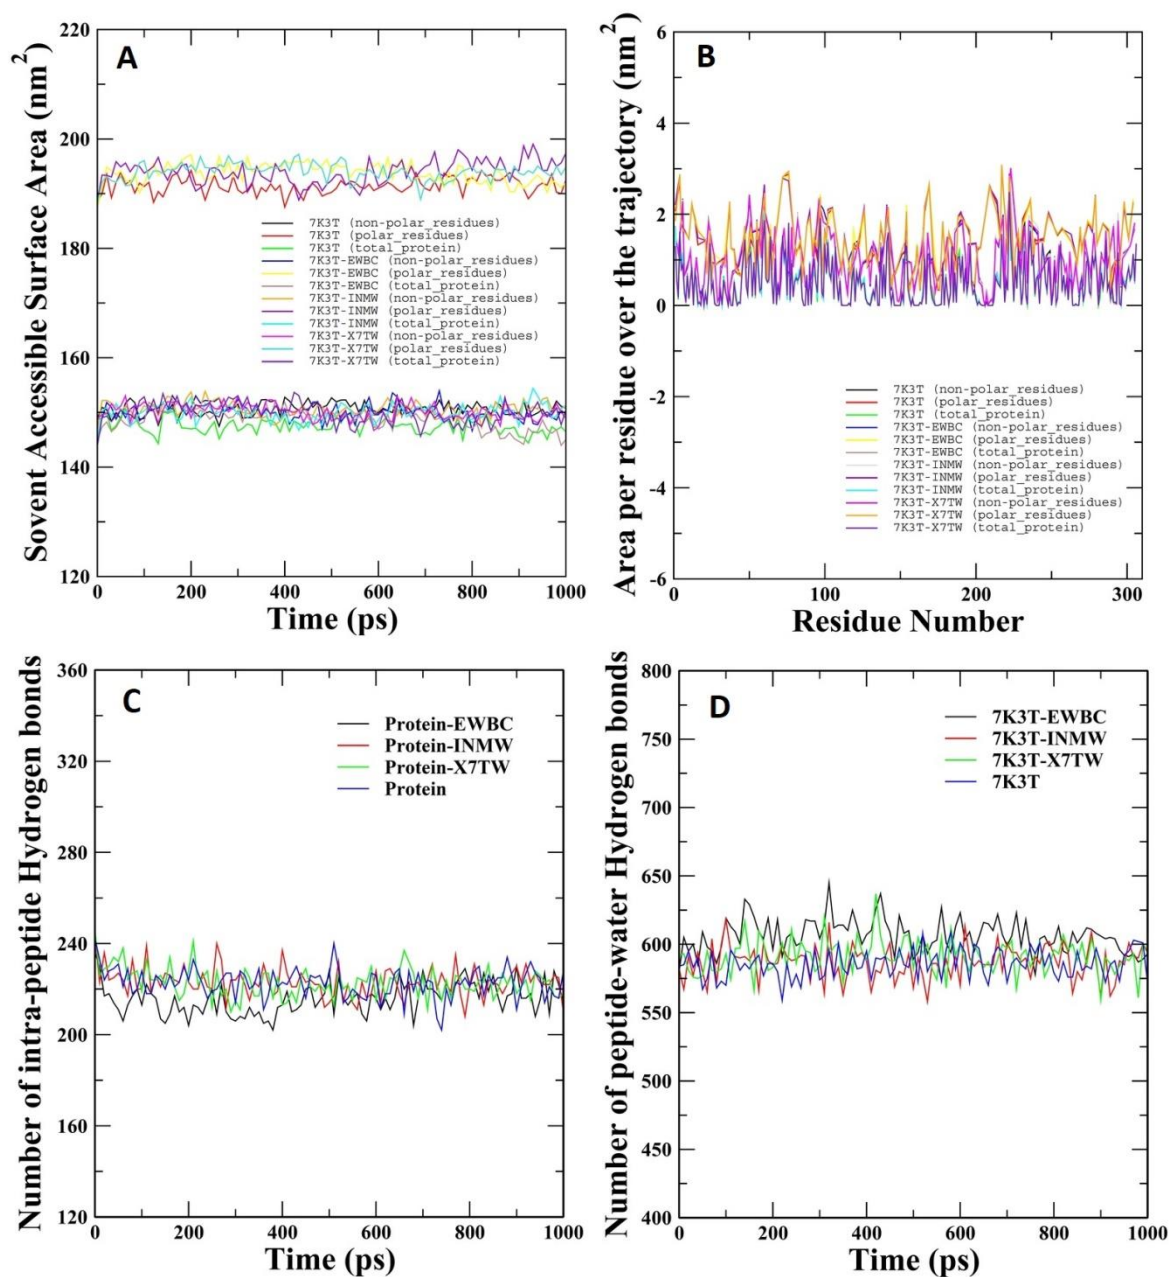 A
Sovent Accessible Surface Area (nm2)
220
200
180
160
140
120
7K3T (non-polar_residues)
7K3T (polar_residues)
7K3T (total_protein)
7K3T-EWBC (non-polar_residues)
7K3T-EWBC (polar_residues)
7K3T-EWBC (total_protein)
7K3T-INMW (non-polar_residues)
7K3T-INMW (polar_residues)
7K3T-INMW (total_protein)
7K3T-X7TW (non-polar_residues)
7K3T-X7TW (polar_residues)
7K3T-X7TW (total_protein)
0 200 400 600 800 1000
Time (ps)
B
Area per residue over the trajectory (nm2)
6
4
2
0
-2
-4
-6
7K3T (non-polar_residues)
7K3T (polar_residues)
7K3T (total_protein)
7K3T-EWBC (non-polar_residues)
7K3T-EWBC (polar_residues)
7K3T-EWBC (total_protein)
7K3T-INMW (non-polar_residues)
7K3T-INMW (polar_residues)
7K3T-INMW (total_protein)
7K3T-X7TW (non-polar_residues)
7K3T-X7TW (polar_residues)
7K3T-X7TW (total_protein)
0 100 200 300
Residue Number
C
Number of intra-peptide Hydrogen bonds
360
320
280
240
200
160
120
Protein-EWBC
Protein-INMW
Protein-X7TW
Protein
0 200 400 600 800 1000
Time (ps)
D
Number of peptide-water Hydrogen bonds
800
750
700
650
600
550
500
450
400
7K3T-EWBC
7K3T-INMW
7K3T-X7TW
7K3T
0 200 400 600 800 1000
Time (ps)